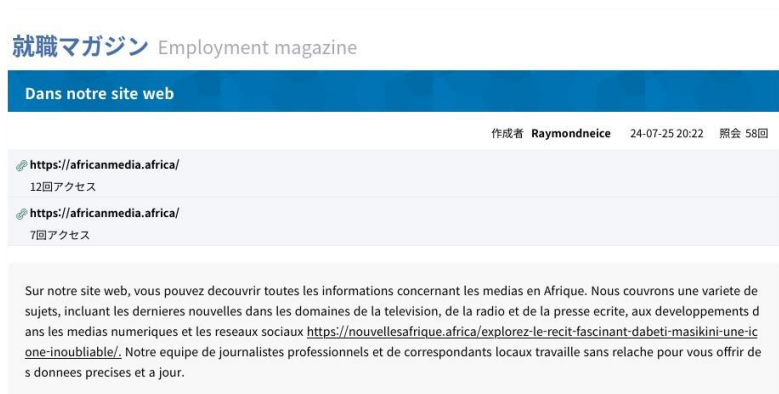 就職マガジン Employment magazine
Dans notre site web
作成者 Raymondneice 24-07-25 20:22 照会 58回
https://africanmedia.africa/
12回アクセス
https://africanmedia.africa/
7回アクセス
Sur notre site web, vous pouvez decouvrir toutes les informations concernant les medias en Afrique. Nous couvrons une variete de
sujets, incluant les dernieres nouvelles dans les domaines de la television, de la radio et de la presse ecrite, aux developpements d
ans les medias numeriques et les reseaux sociaux https://nouvellesafrique.africa/explorez-le-recit-fascinant-dabeti-masikini-une-ic
one-inoubliable/. Notre equipe de journalistes professionnels et de correspondants locaux travaille sans relache pour vous offrir de
s donnees precises et a jour.